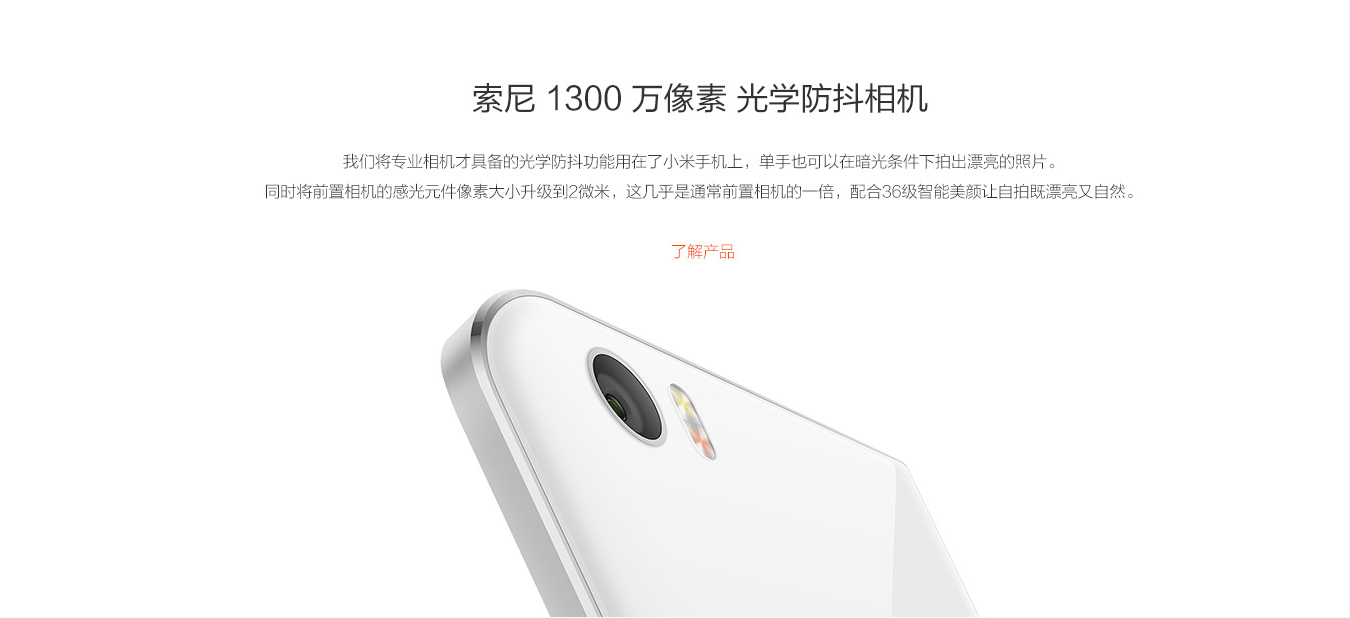 索尼 1300 万像素 光学防抖相机
我们将专业相机才具备的光学防抖功能用在了小米手机上，单手也可以在暗光条件下拍出漂亮的照片。
同时将前置相机的感光元件像素大小升级到2微米，这几乎是通常前置相机的一倍，配合36级智能美颜让自拍既漂亮又自然。
了解产品